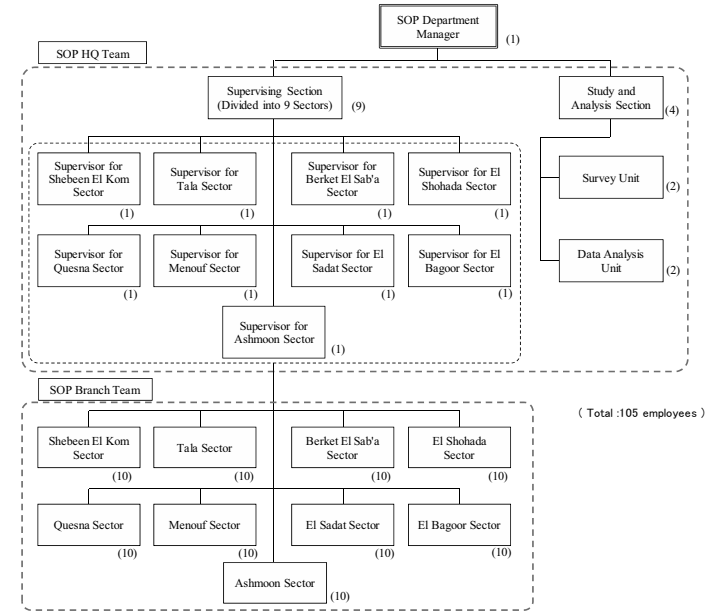 SOP Department
Manager
(1)
SOP HQ Team
Supervising Section
(Divided into 9 Sectors)
(9)
Study and
Analysis Section
(4)
Supervisor for
Shebeen El Kom
Sector
(1)
Supervisor for
Tala Sector
(1)
Supervisor for
Berket El Sab'a
Sector
(1)
Supervisor for El
Shohada Sector
(1)
Survey Unit
(2)
Supervisor for
Quesna Sector
(1)
Supervisor for
Menouf Sector
(1)
Supervisor for El
Sadat Sector
(1)
Supervisor for El
Bagoor Sector
(1)
Data Analysis
Unit
(2)
Supervisor for
Ashmoon Sector
(1)
SOP Branch Team
( Total :105 employees )
Shebeen El Kom
Sector
(10)
Tala Sector
(10)
Berket El Sab'a
Sector
(10)
El Shohada
Sector
(10)
Quesna Sector
(10)
Menouf Sector
(10)
El Sadat Sector
(10)
El Bagoor Sector
(10)
Ashmoon Sector
(10)